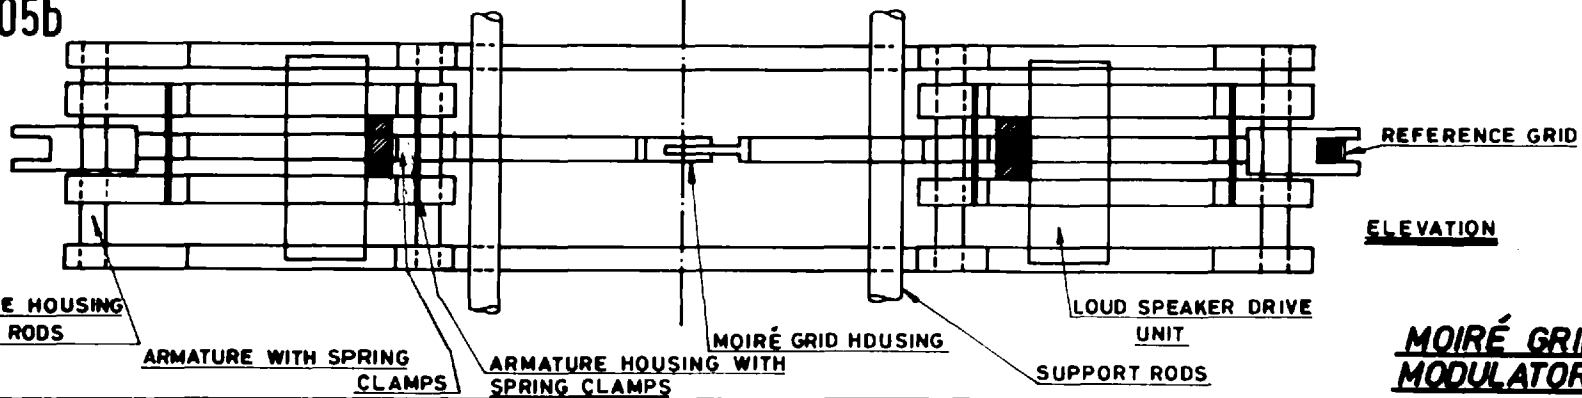 05b
REFERENCE GRID
ELEVATION
E HOUSING
RODS
ARMATURE WITH SPRING
CLAMPS
ARMATURE HOUSING WITH
SPRING CLAMPS
MOIRÉ GRID HOUSING
SUPPORT RODS
LOUD SPEAKER DRIVE
UNIT
MOIRÉ GRI
MODULATOR